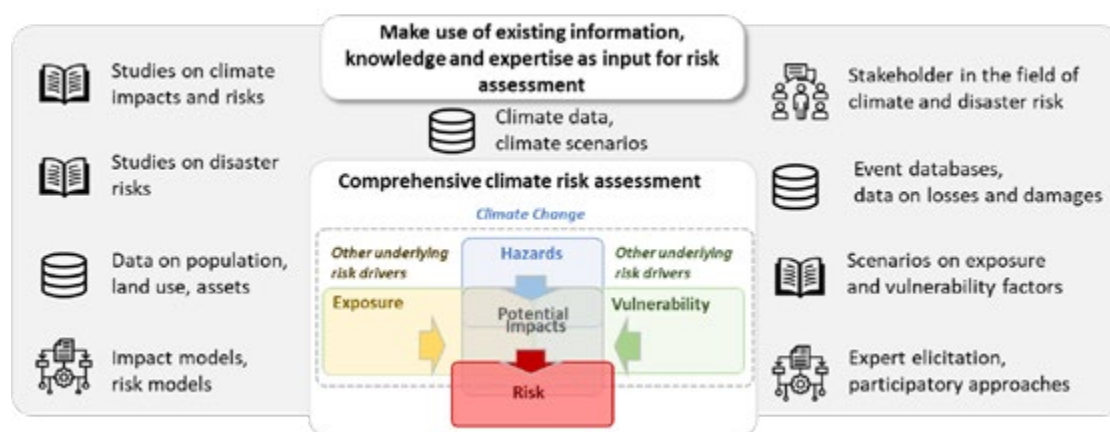 Make use of existing information,
knowledge and expertise as input for risk
assessment
Studies on climate
impacts and risks
Studies on disaster
risks
Data on population,
land use, assets
Impact models,
risk models
Climate data,
climate scenarios
Comprehensive climate risk assessment
Climate Change
Other underlying
risk drivers
Hazards
Other underlying
risk drivers
Exposure
Potential
Impacts
Vulnerability
Risk
Stakeholder in the field of
climate and disaster risk
Event databases,
data on losses and damages
Scenarios on exposure
and vulnerability factors
Expert elicitation,
participatory approaches